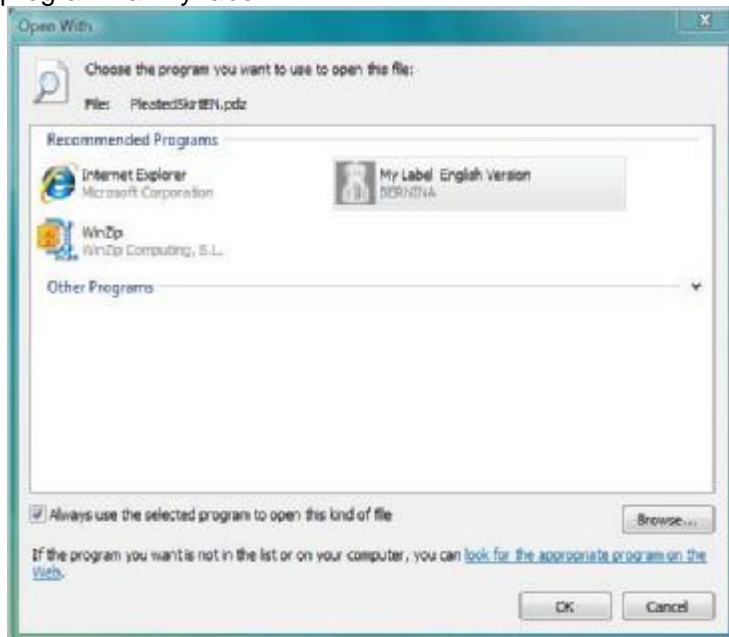 Open With
Choose the program you want to use to open this file:
File: PleatedSkirtEN.pdz
Recommended Programs
Internet Explorer
Microsoft Corporation
My Label English Version
BERNINA
WinZip
WinZip Computing, S.L.
Other Programs
Always use the selected program to open this kind of file
Browse...
If the program you want is not in the list or on your computer, you can look for the appropriate program on the
Web.
OK
Cancel